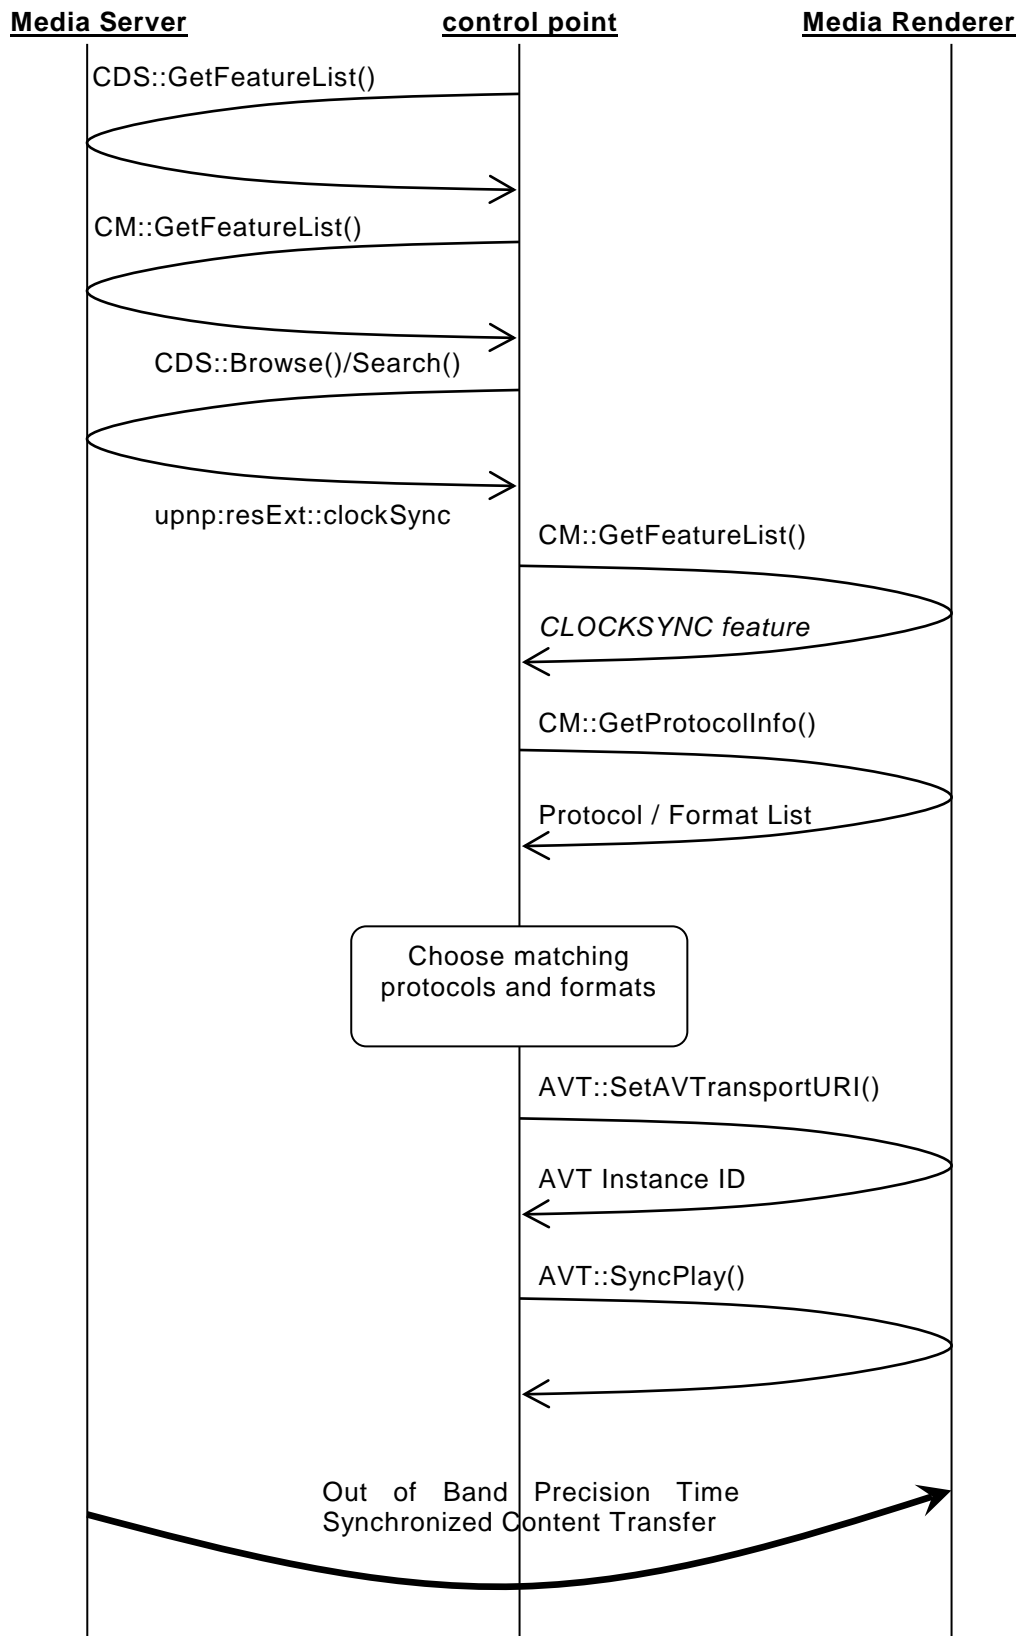 Media Server
control point
Media Renderer
CDS::GetFeatureList()
CM::GetFeatureList()
CDS::Browse()/Search()
upnp:resExt::clockSync
CM::GetFeatureList()
CLOCKSYNC feature
CM::GetProtocolInfo()
Protocol / Format List
Choose matching
protocols and formats
AVT::SetAVTransportURI()
AVT Instance ID
AVT::SyncPlay()
Out of Band Precision Time
Synchronized Content Transfer